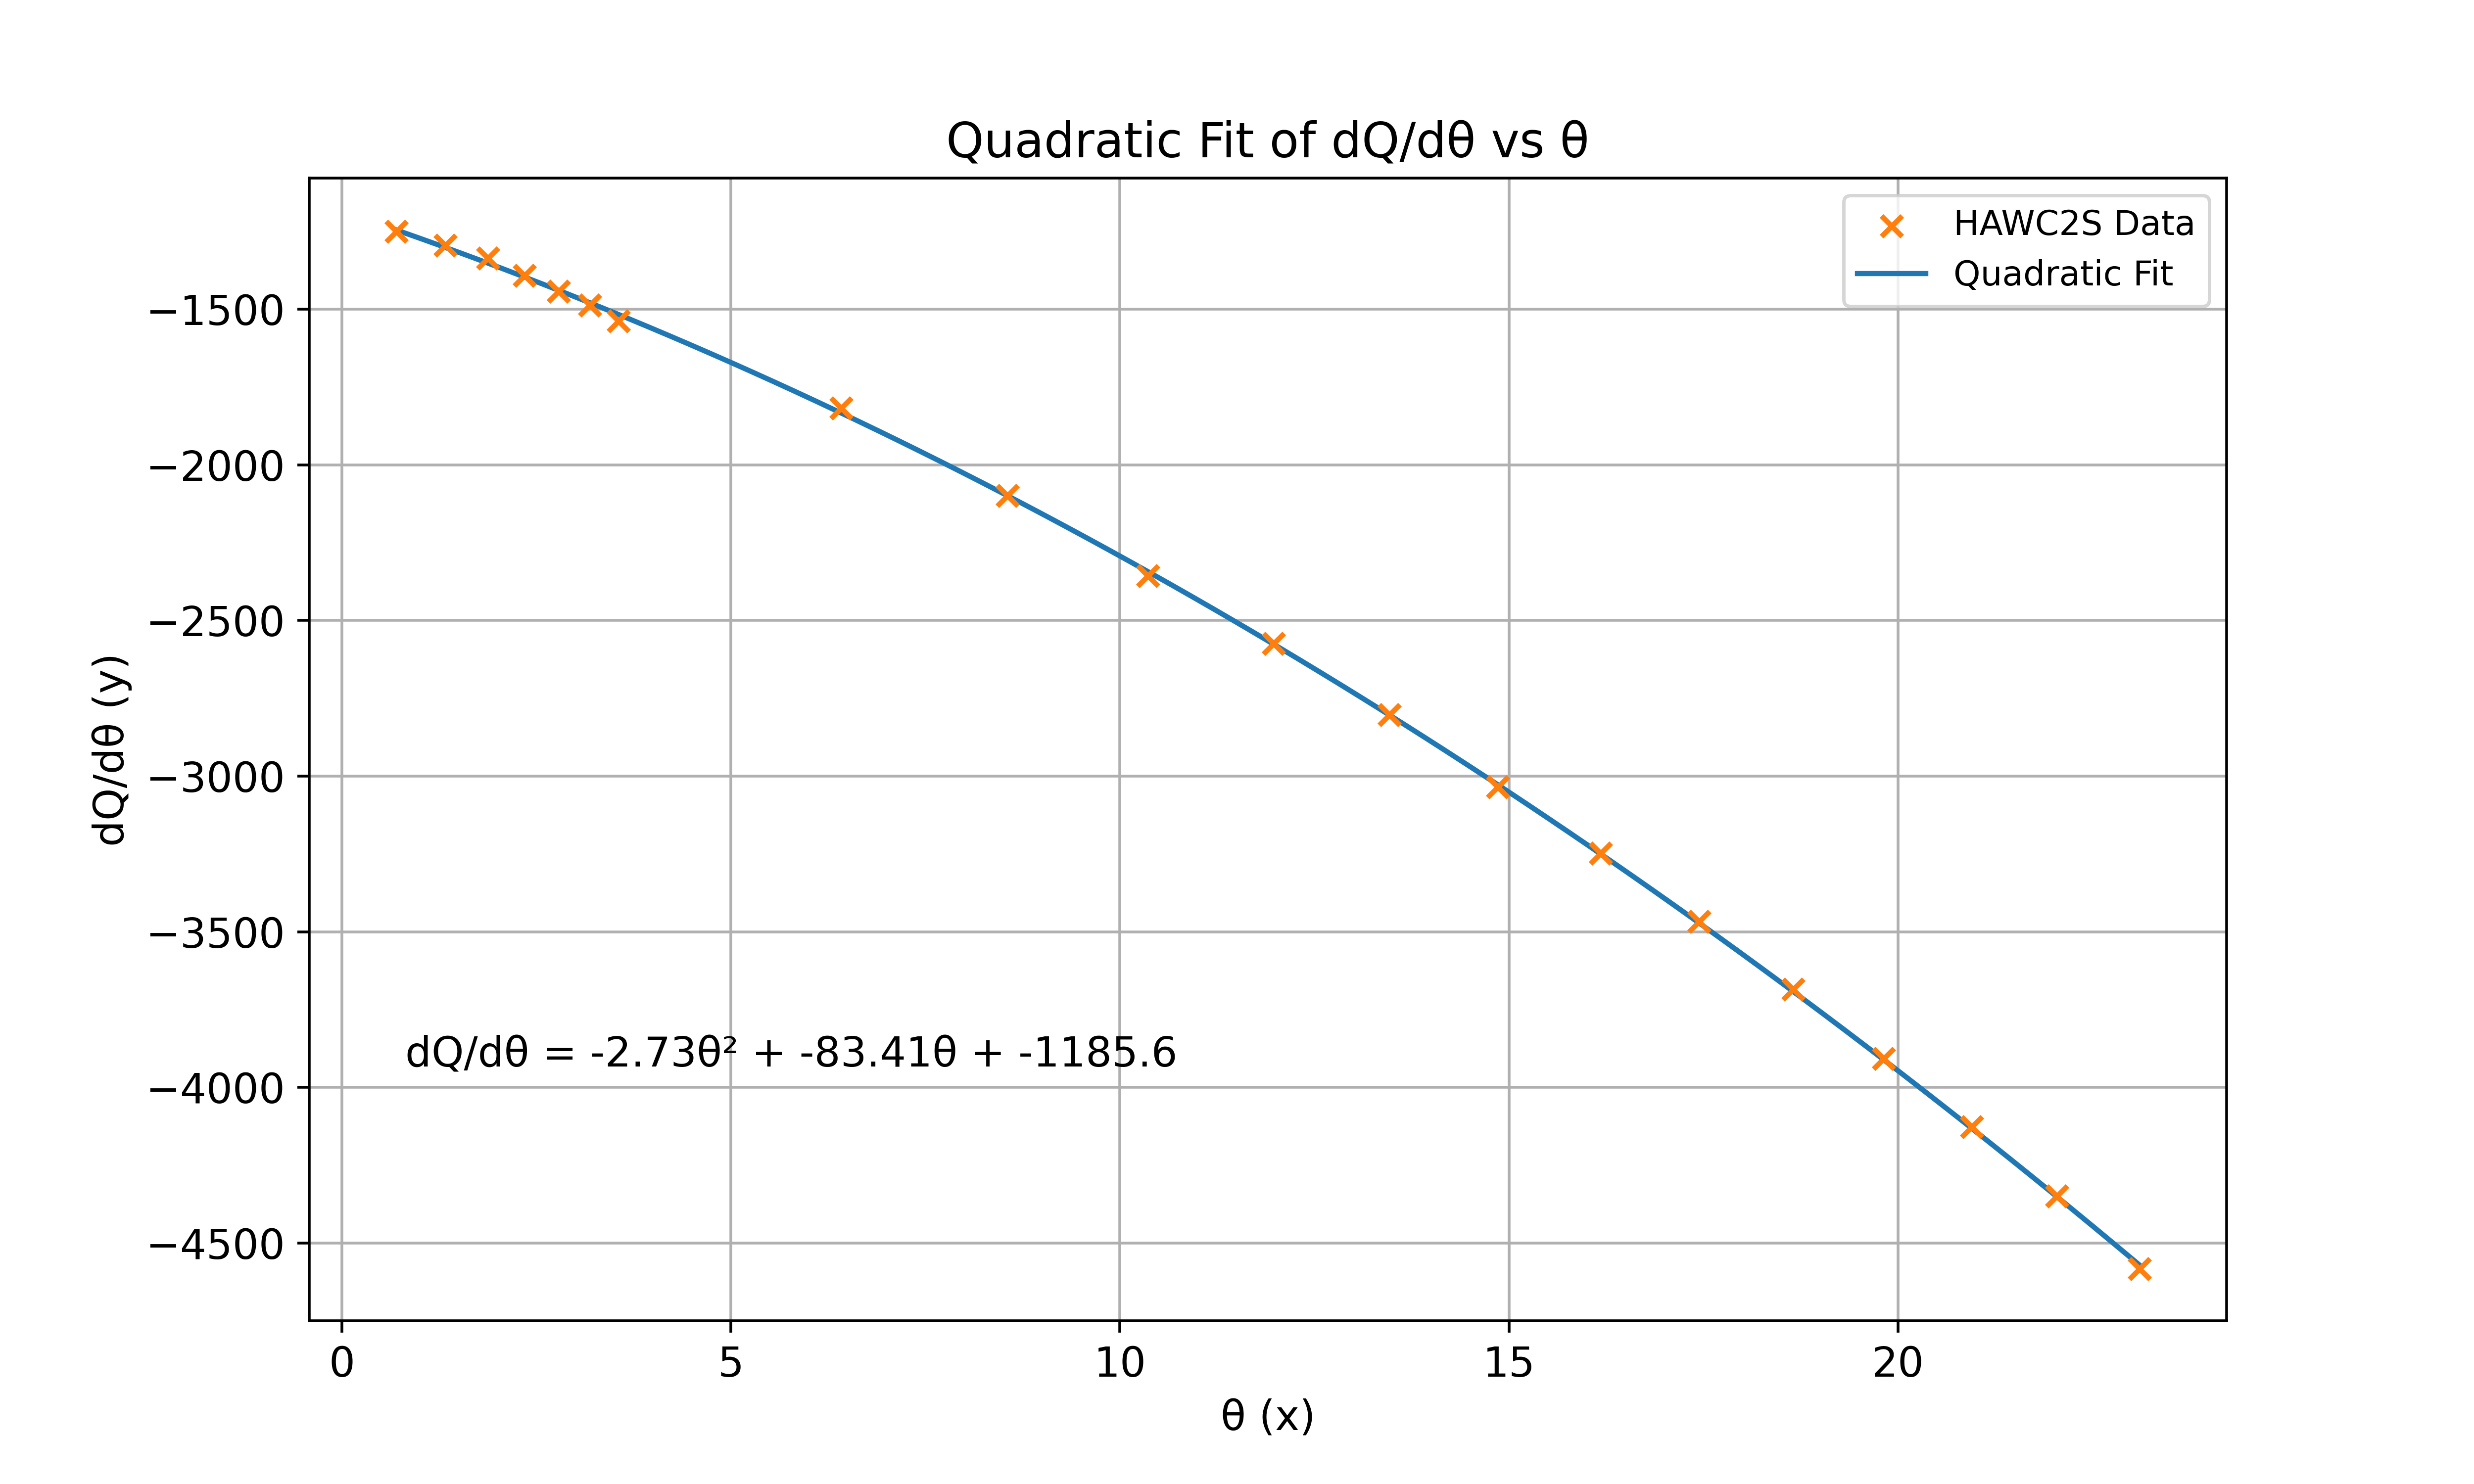 Quadratic Fit of dQ/dθ vs θ
HAWC2S Data
Quadratic Fit
−1500
−2000
−2500
−3000
−3500
−4000
−4500
dQ/dθ (y)
dQ/dθ = -2.73θ² + -83.41θ + -1185.6
0 5 10 15 20
θ (x)